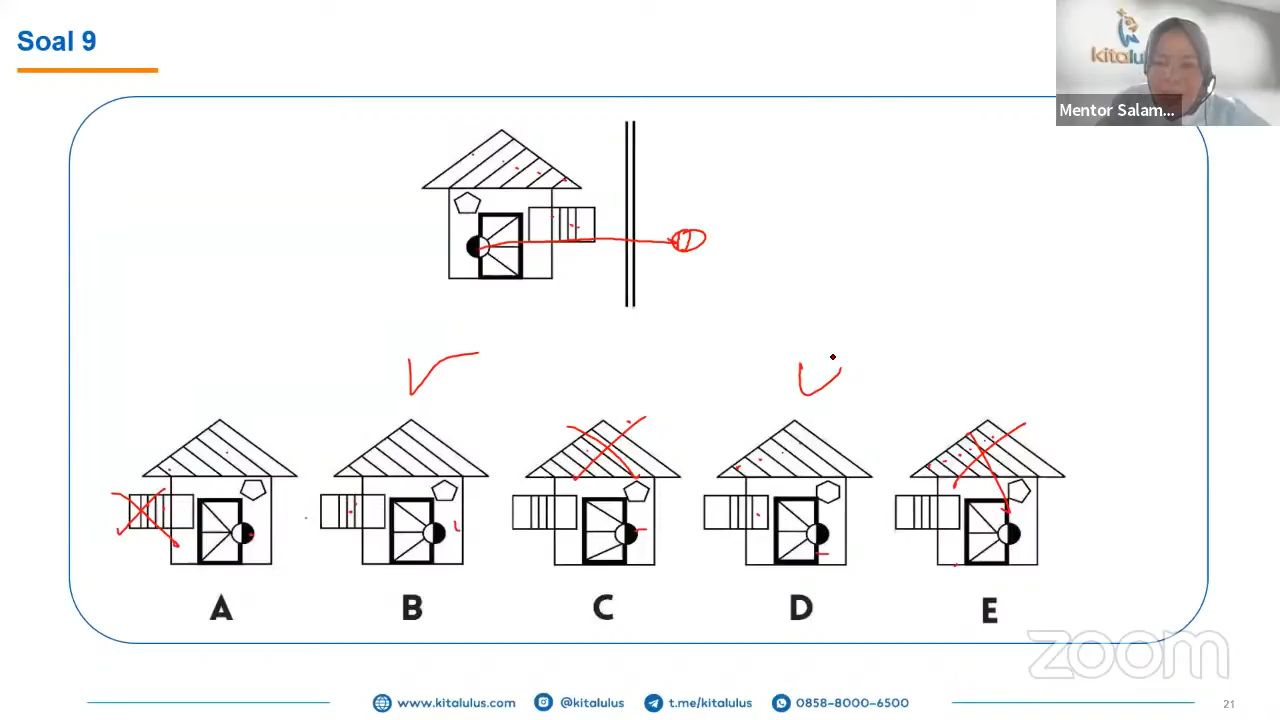 Soal 9
kitalulus
Mentor Salam...
A
B
C
D
E
zoom
www.kitalulus.com
@kitalulus
t.me/kitalulus
0858-8000-6500
21